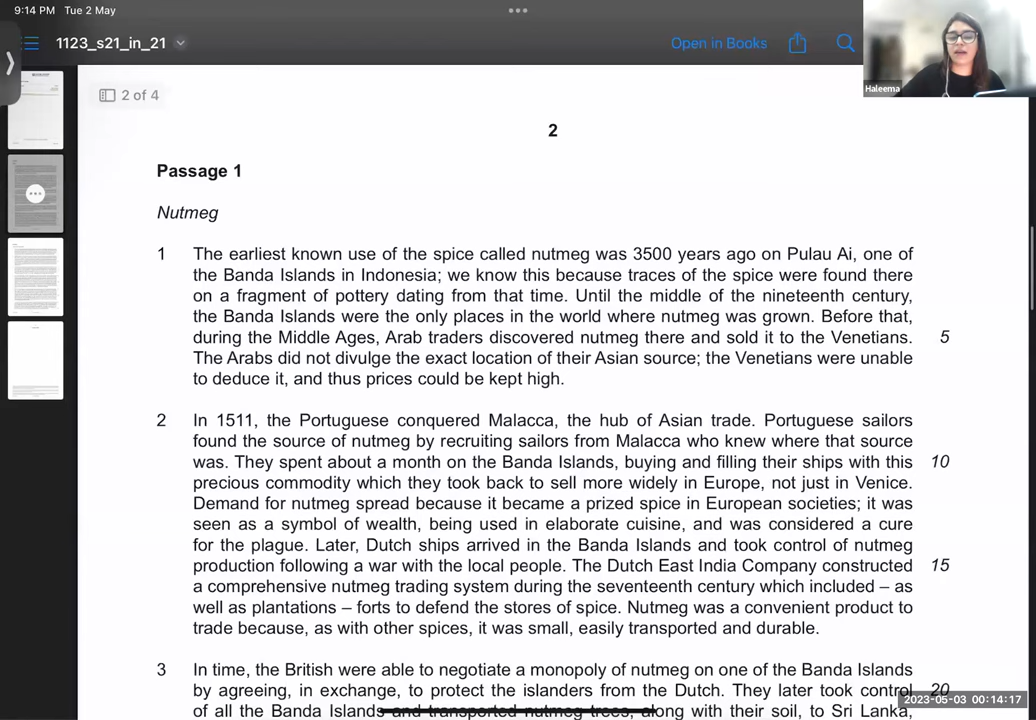 9:14 PM Tue 2 May
1123_s21_in_21
Open in Books
Haleema
2 of 4
2
Passage 1
Nutmeg
1 The earliest known use of the spice called nutmeg was 3500 years ago on Pulau Ai, one of
the Banda Islands in Indonesia; we know this because traces of the spice were found there
on a fragment of pottery dating from that time. Until the middle of the nineteenth century,
the Banda Islands were the only places in the world where nutmeg was grown. Before that,
during the Middle Ages, Arab traders discovered nutmeg there and sold it to the Venetians. 5
The Arabs did not divulge the exact location of their Asian source; the Venetians were unable
to deduce it, and thus prices could be kept high.
2 In 1511, the Portuguese conquered Malacca, the hub of Asian trade. Portuguese sailors
found the source of nutmeg by recruiting sailors from Malacca who knew where that source
was. They spent about a month on the Banda Islands, buying and filling their ships with this 10
precious commodity which they took back to sell more widely in Europe, not just in Venice.
Demand for nutmeg spread because it became a prized spice in European societies; it was
seen as a symbol of wealth, being used in elaborate cuisine, and was considered a cure
for the plague. Later, Dutch ships arrived in the Banda Islands and took control of nutmeg
production following a war with the local people. The Dutch East India Company constructed 15
a comprehensive nutmeg trading system during the seventeenth century which included – as
well as plantations – forts to defend the stores of spice. Nutmeg was a convenient product to
trade because, as with other spices, it was small, easily transported and durable.
3 In time, the British were able to negotiate a monopoly of nutmeg on one of the Banda Islands
by agreeing, in exchange, to protect the islanders from the Dutch. They later took control 20
of all the Banda Islands and transported nutmeg trees, along with their soil, to Sri Lanka,
2023-05-03 00:14:17